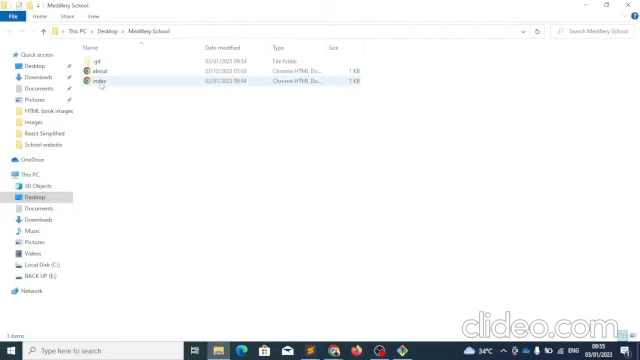 Medillery School
File
Home
Share
View
This PC > Desktop > Medillery School
Search Medillery School
Name
Date modified
Type
Size
Quick access
Desktop
Downloads
Documents
Pictures
HTML book images
images
React Simplified
School website
OneDrive
This PC
3D Objects
Desktop
Documents
Downloads
Music
Pictures
Videos
Local Disk (C:)
BACK UP (E:)
Network
.git 03/01/2023 09:54 File folder
about 27/12/2023 01:03 Chrome HTML Do... 1 KB
index 03/01/2023 09:54 Chrome HTML Do... 1 KB
3 items
clideo.com
Type here to search
34°C
ENG
09:55
03/01/2023